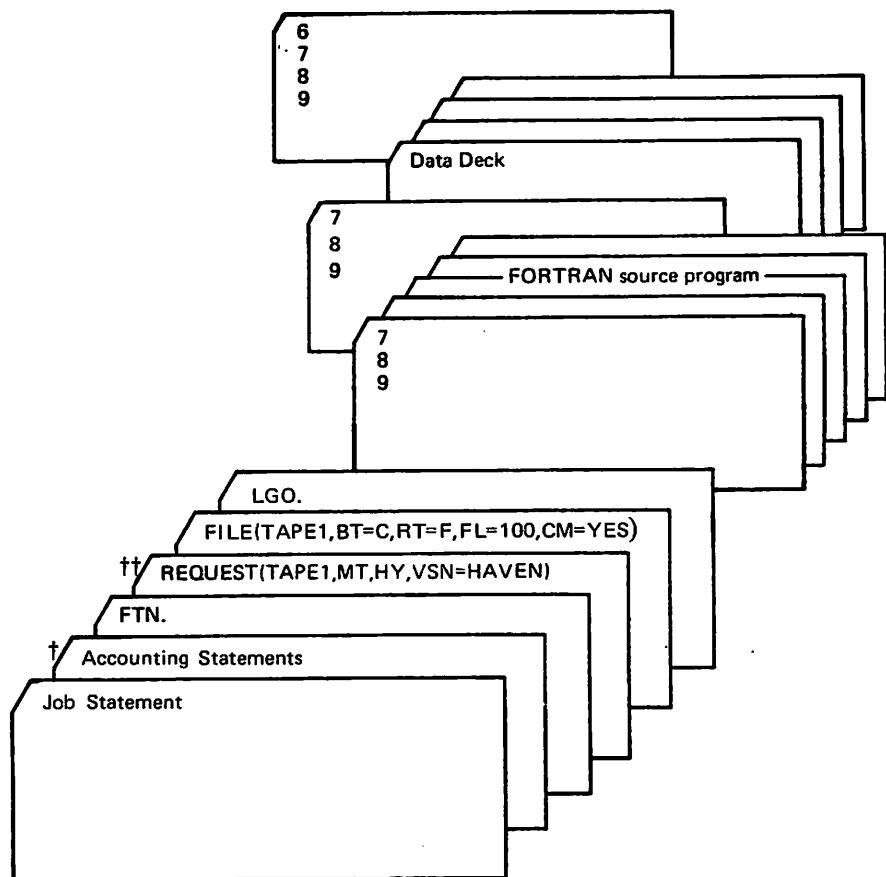 6
7
8
9
Data Deck
7
8
9
FORTRAN source program
7
8
9
LGO.
FILE(TAPE1,BT=C,RT=F,FL=100,CM=YES)
†† REQUEST(TAPE1,MT,HY,VSN=HAVEN)
FTN.
† Accounting Statements
Job Statement